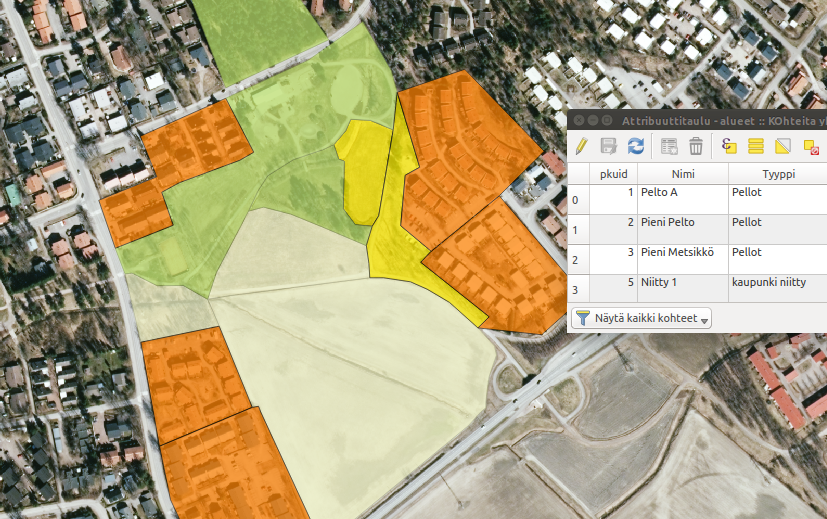 Attribuuttitaulu - alueet :: KOhteita yl
pkuid Nimi Tyyppi
0 1 Pelto A Pellot
1 2 Pieni Pelto Pellot
2 3 Pieni Metsikkö Pellot
3 5 Niitty 1 kaupunki niitty
Näytä kaikki kohteet